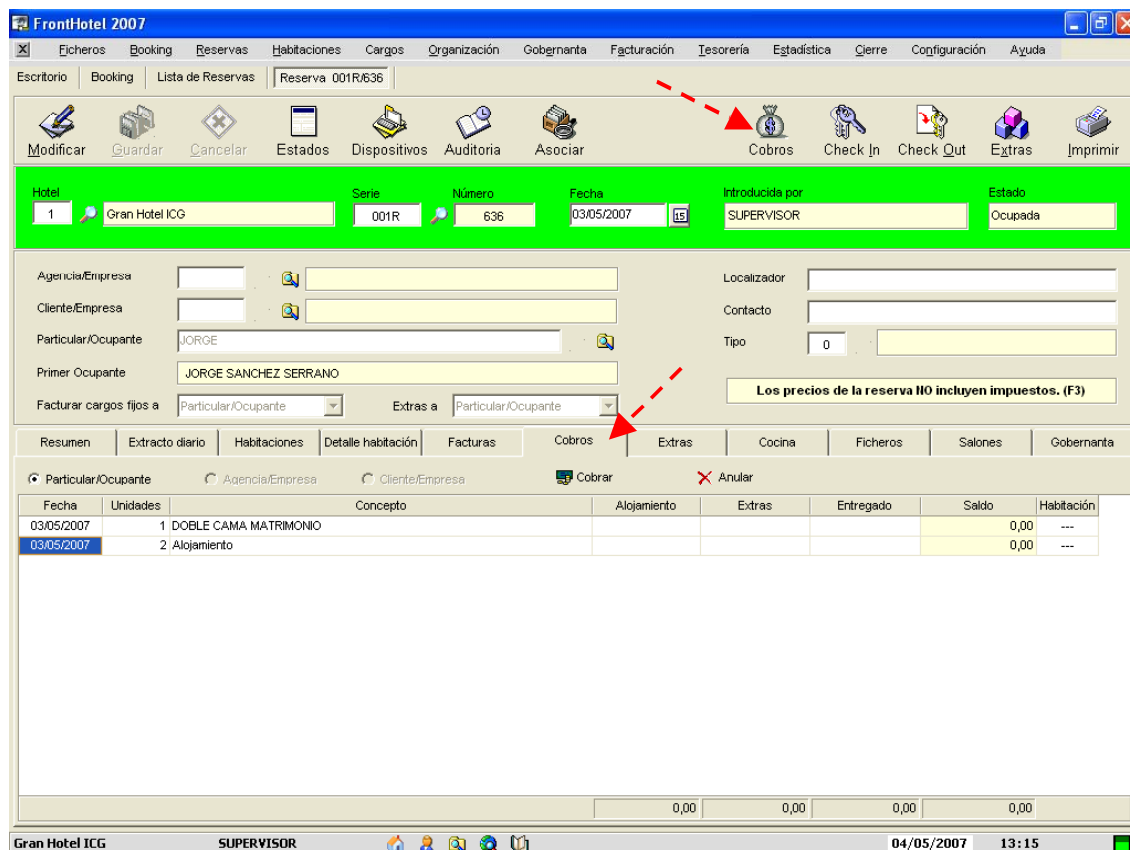 FrontHotel 2007
X Ficheros Booking Reservas Habitaciones Cargos Organización Gobernanta Facturación Tesorería Estadística Cierre Configuración Ayuda
Escritorio Booking Lista de Reservas Reserva 001R/636
Modificar Guardar Cancelar Estados Dispositivos Auditoria Asociar Cobros Check In Check Out Extras Imprimir
Hotel Serie Número Fecha Introducida por Estado
1 Gran Hotel ICG 001R 636 03/05/2007 15 SUPERVISOR Ocupada
Agencia/Empresa Localizador
Cliente/Empresa Contacto
Particular/Ocupante JORGE Tipo 0
Primer Ocupante JORGE SANCHEZ SERRANO
Los precios de la reserva NO incluyen impuestos. (F3)
Facturar cargos fijos a Particular/Ocupante Extras a Particular/Ocupante
Resumen Extracto diario Habitaciones Detalle habitación Facturas Cobros Extras Cocina Ficheros Salones Gobernanta
Particular/Ocupante Agencia/Empresa Cliente/Empresa Cobrar Anular
Fecha Unidades Concepto Alojamiento Extras Entregado Saldo Habitación
03/05/2007 1 DOBLE CAMA MATRIMONIO 0,00 ---
03/05/2007 2 Alojamiento 0,00 ---
0,00 0,00 0,00 0,00
Gran Hotel ICG SUPERVISOR 04/05/2007 13:15